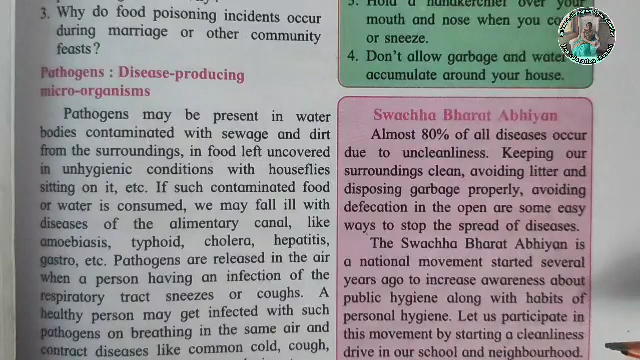 3. Why do food poisoning incidents occur
during marriage or other community
feasts?
Pathogens : Disease-producing
micro-organisms
Pathogens may be present in water
bodies contaminated with sewage and dirt
from the surroundings, in food left uncovered
in unhygienic conditions with houseflies
sitting on it, etc. If such contaminated food
or water is consumed, we may fall ill with
diseases of the alimentary canal, like
amoebiasis, typhoid, cholera, hepatitis,
gastro, etc. Pathogens are released in the air
when a person having an infection of the
respiratory tract sneezes or coughs. A
healthy person may get infected with such
pathogens on breathing in the same air and
contract diseases like common cold, cough,
3. Hold a handkerchief over your
mouth and nose when you
or sneeze.
4. Don't allow garbage and water
accumulate around your house.
Swachha Bharat Abhiyan
Almost 80% of all diseases occur
due to uncleanliness. Keeping our
surroundings clean, avoiding litter and
disposing garbage properly, avoiding
defecation in the open are some easy
ways to stop the spread of diseases.
The Swachha Bharat Abhiyan is
a national movement started several
years ago to increase awareness about
public hygiene along with habits of
personal hygiene. Let us participate in
this movement by starting a cleanliness
drive in our school and neighbourhood.